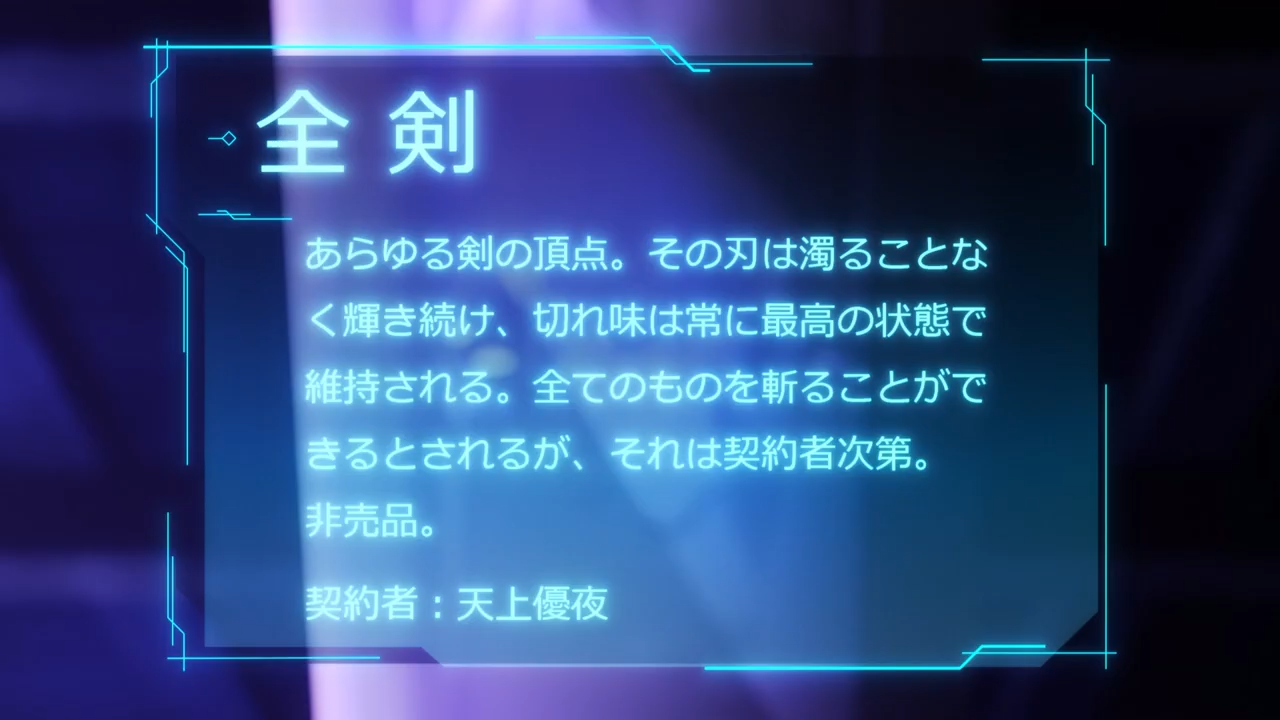 全剣
あらゆる剣の頂点。その刃は濁ることな
く輝き続け、切れ味は常に最高の状態で
維持される。全てのものを斬ることがで
きるとされるが、それは契約者次第。
非売品。
契約者：天上優夜